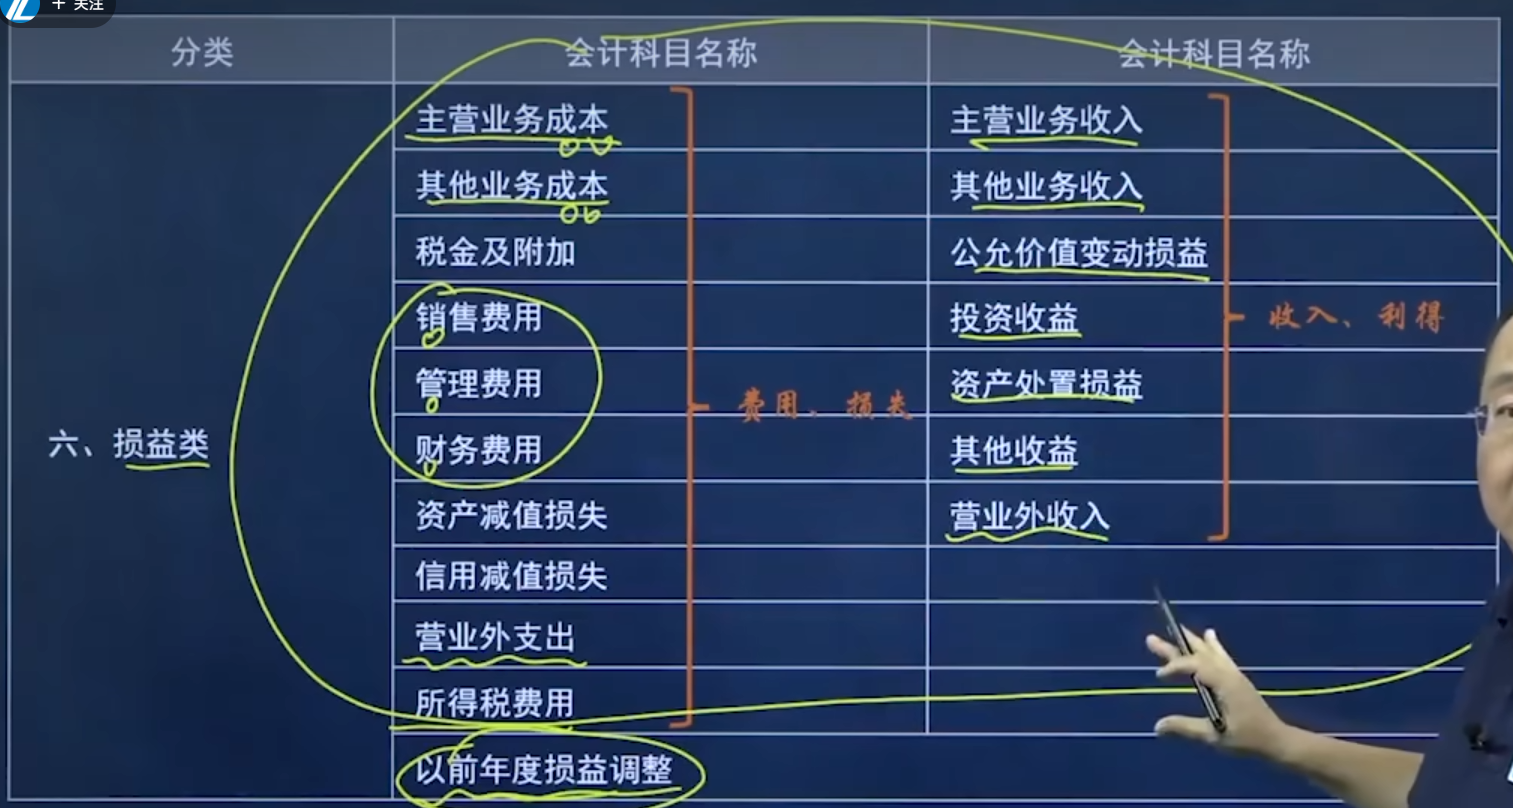 + 关注
分类 会计科目名称 会计科目名称
主营业务成本 主营业务收入
其他业务成本 其他业务收入
税金及附加 公允价值变动损益
销售费用 投资收益 收入、利得
管理费用 资产处置损益
费用、损失
六、损益类 财务费用 其他收益
资产减值损失 营业外收入
信用减值损失
营业外支出
所得税费用
以前年度损益调整